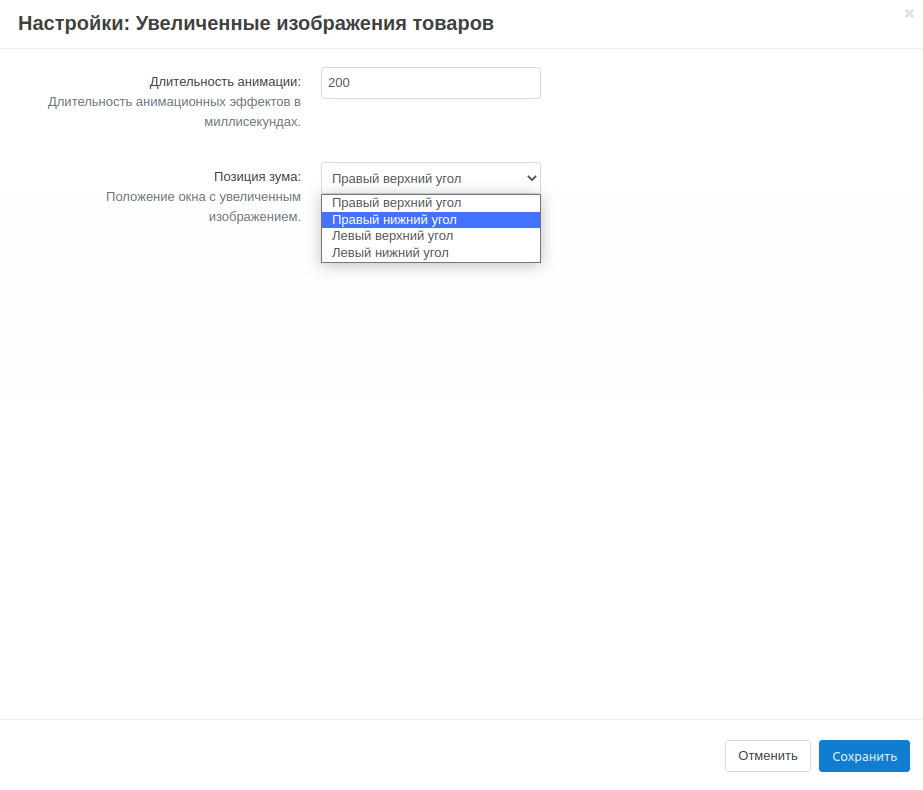 Настройки: Увеличенные изображения товаров
Длительность анимации:
200
Длительность анимационных эффектов в
миллисекундах.
Позиция зума:
Правый верхний угол
Положение окна с увеличенным
изображением.
Правый верхний угол
Правый нижний угол
Левый верхний угол
Левый нижний угол
Отменить
Сохранить